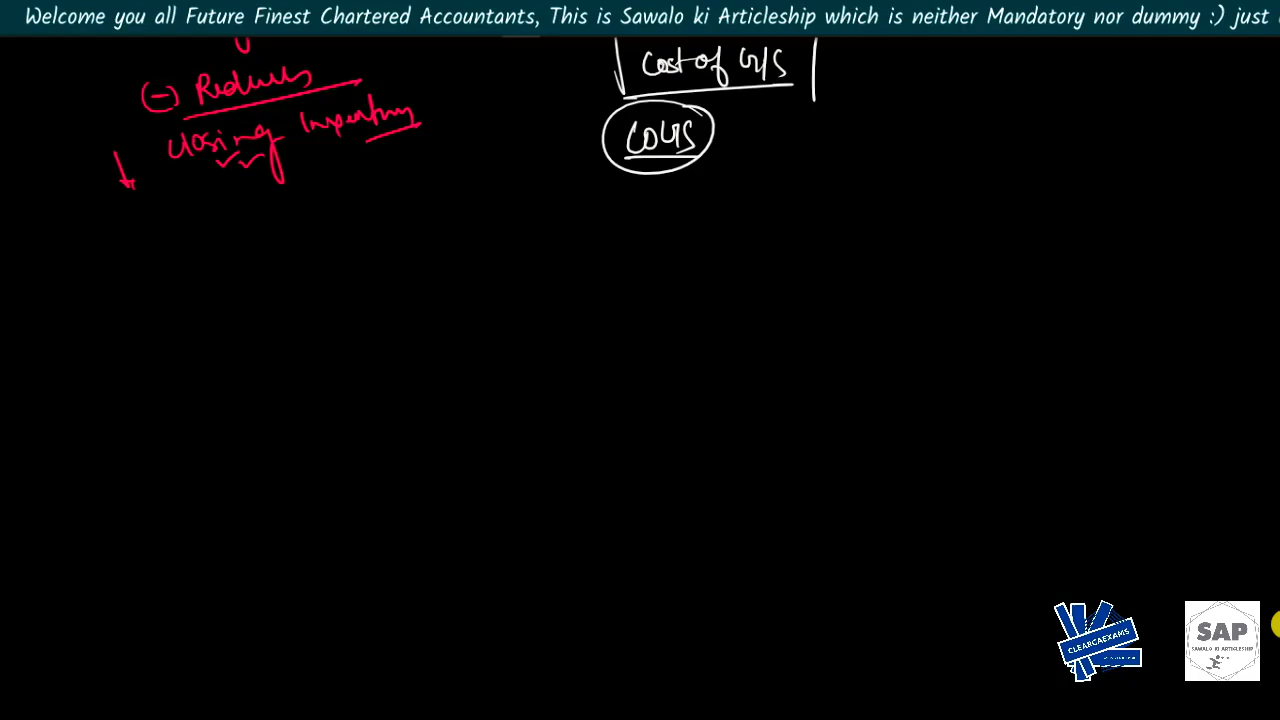 Welcome you all Future Finest Chartered Accountants, This is Sawalo ki Articleship which is neither Mandatory nor dummy :) just
(-) Reduces
closing Inventory
Cost of G/S
COGS
CLEARCAEXAMS
SAP
SAWALO KI ARTICLESHIP